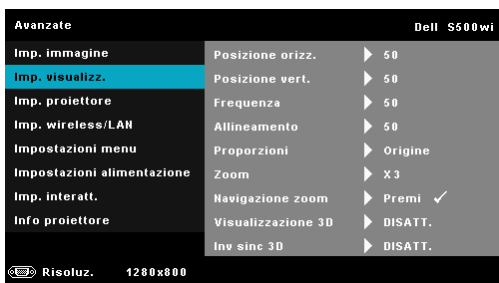 Avanzate Dell S500wi
Imp. immagine
Imp. visualizz.
Imp. proiettore
Imp. wireless/LAN
Impostazioni menu
Impostazioni alimentazione
Imp. interatt.
Info proiettore
Posizione orizz. 50
Posizione vert. 50
Frequenza 50
Allineamento 50
Proporzioni Origine
Zoom X3
Navigazione zoom Premi ✓
Visualizzazione 3D DISATT.
Inv sinc 3D DISATT.
Risoluz. 1280x800